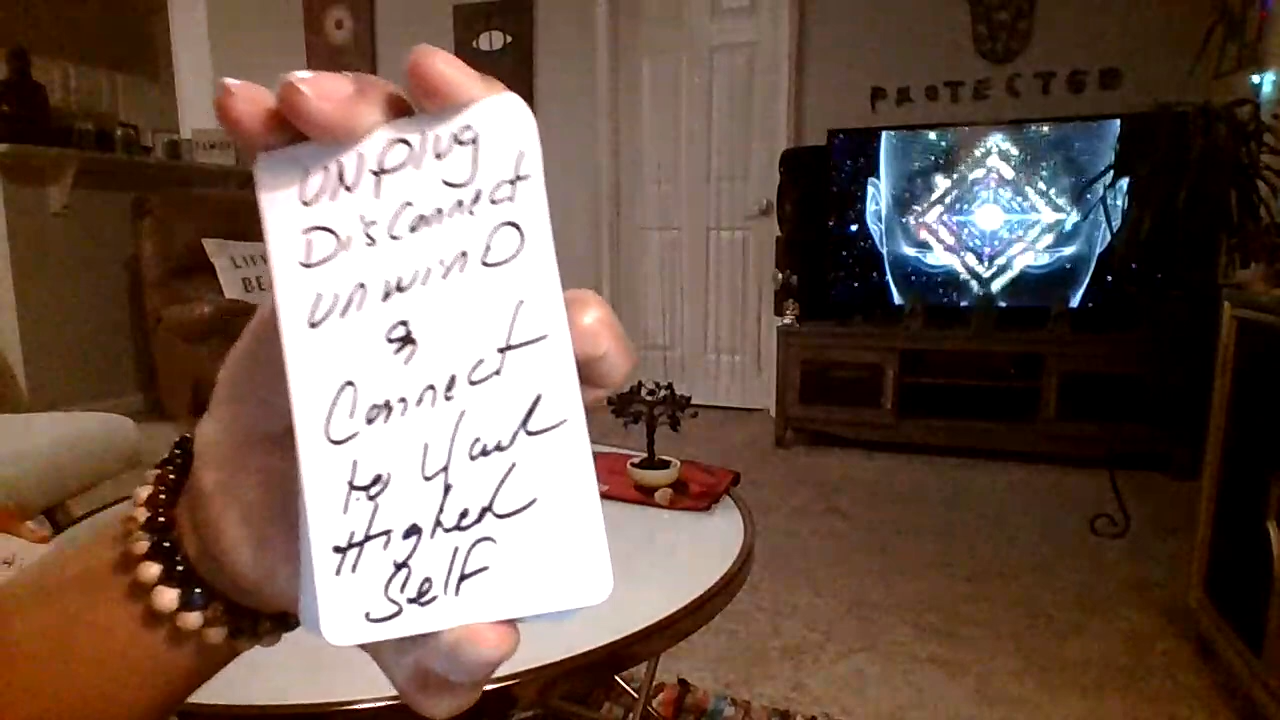 PROTECTED
UNPlug
DisConnect
UNWIND
&
Connect
to Your
Higher
Self